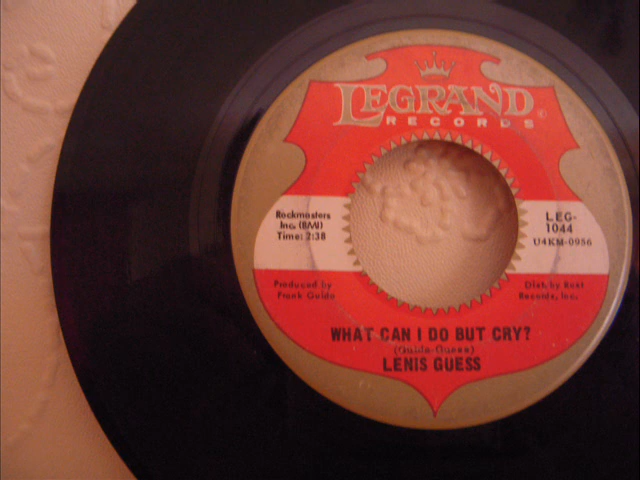 LEGRAND
RECORDS
Rockmasters
Inc. (BMI)
Time: 2:38
LEG-
1044
U4KM-0956
Produced by
Frank Guida
Dist. by Rust
Records, Inc.
WHAT CAN I DO BUT CRY?
(Guida-Guess)
LENIS GUESS